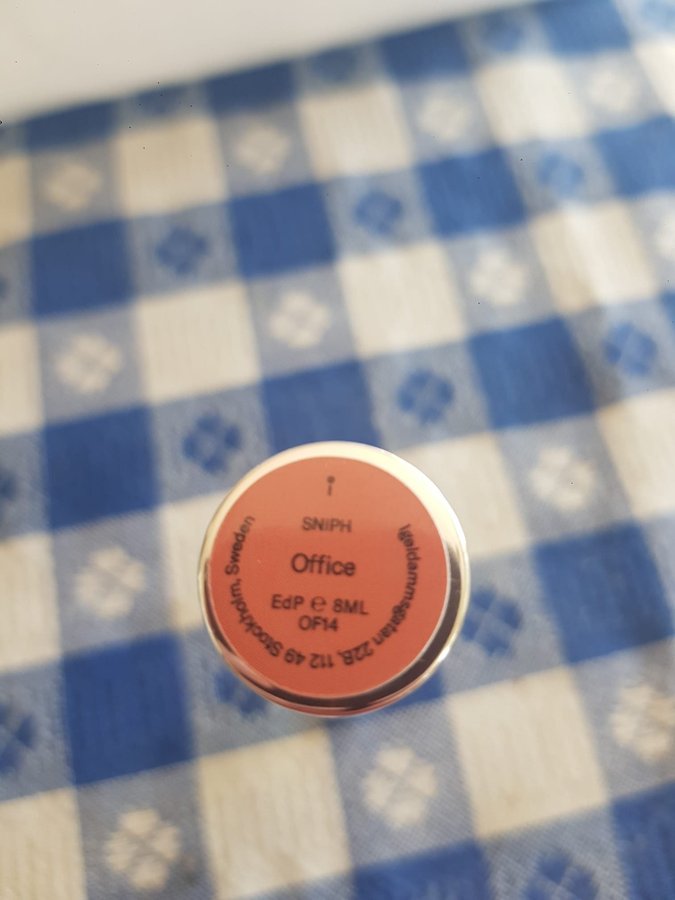 SNIPH
Office
EdP ℮ 8ML
OF14
Igeldammsgatan 22B, 112 49 Stockholm, Sweden